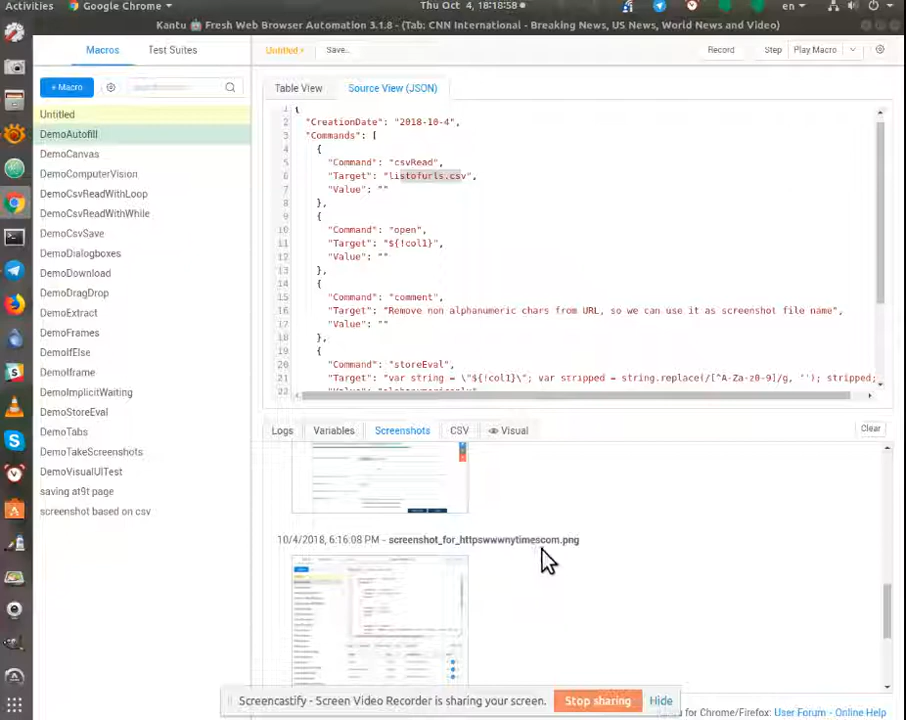 Activities
Google Chrome
Thu Oct 4, 18:18:58
en
Kantu Fresh Web Browser Automation 3.1.8 - (Tab: CNN International - Breaking News, US News, World News and Video)
Macros
Test Suites
Untitled
Save..
Record
Step
Play Macro
+ Macro
Table View
Source View (JSON)
Untitled
DemoAutofill
DemoCanvas
DemoComputerVision
DemoCsvReadWithLoop
DemoCsvReadWithWhile
DemoCsvSave
DemoDialogboxes
DemoDownload
DemoDragDrop
DemoExtract
DemoFrames
DemoIfElse
DemoIframe
DemoImplicitWaiting
DemoStoreEval
DemoTabs
DemoTakeScreenshots
DemoVisualUITest
saving at9t page
screenshot based on csv
1 {
2 "CreationDate": "2018-10-4",
3 "Commands": [
4 {
5 "Command": "csvRead",
6 "Target": "listofurls.csv",
7 "Value": ""
8 },
9 {
10 "Command": "open",
11 "Target": "${!col1}",
12 "Value": ""
13 },
14 {
15 "Command": "comment",
16 "Target": "Remove non alphanumeric chars from URL, so we can use it as screenshot file name",
17 "Value": ""
18 },
19 {
20 "Command": "storeEval",
21 "Target": "var string = \"${!col1}\"; var stripped = string.replace(/[^A-Za-z0-9]/g, ''); stripped;
22
Logs
Variables
Screenshots
CSV
Visual
Clear
10/4/2018, 6:16:08 PM - screenshot_for_httpswwwnytimescom.png
Screencastify - Screen Video Recorder is sharing your screen.
Stop sharing
Hide
for Chrome/Firefox: User Forum - Online Help